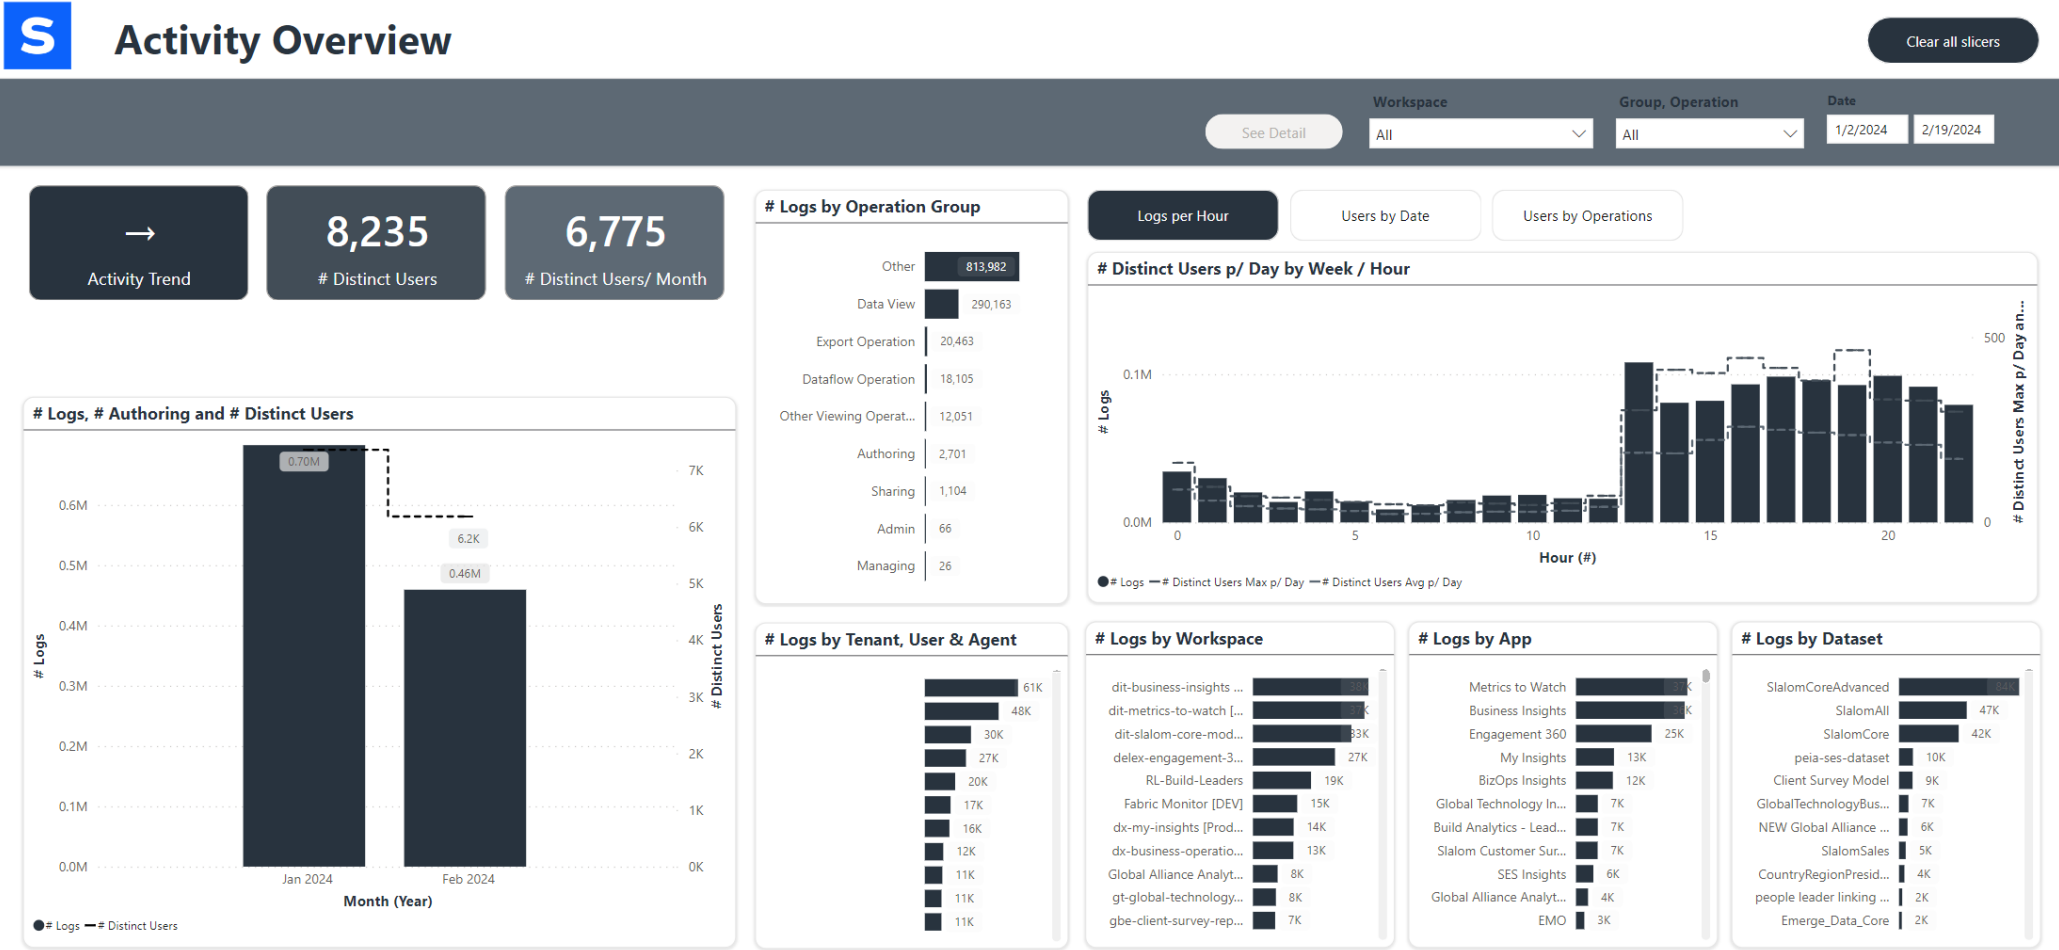 S
Activity Overview
Clear all slicers
See Detail
Workspace
All
Group, Operation
All
Date
1/2/2024
2/19/2024
→
Activity Trend
8,235
# Distinct Users
6,775
# Distinct Users/ Month
# Logs, # Authoring and # Distinct Users
# Logs
0.6M
0.5M
0.4M
0.3M
0.2M
0.1M
0.0M
0.70M
6.2K
0.46M
7K
6K
5K
4K
3K
2K
1K
0K
# Distinct Users
Jan 2024
Feb 2024
Month (Year)
# Logs
# Distinct Users
# Logs by Operation Group
Other 813,982
Data View 290,163
Export Operation 20,463
Dataflow Operation 18,105
Other Viewing Operat... 12,051
Authoring 2,701
Sharing 1,104
Admin 66
Managing 26
Logs per Hour
Users by Date
Users by Operations
# Distinct Users p/ Day by Week / Hour
# Logs
0.1M
0.0M
500
0
# Distinct Users Max p/ Day an...
0 5 10 15 20
Hour (#)
# Logs
# Distinct Users Max p/ Day
# Distinct Users Avg p/ Day
# Logs by Tenant, User & Agent
61K
48K
30K
27K
20K
17K
16K
12K
11K
11K
11K
# Logs by Workspace
dit-business-insights ...
dit-metrics-to-watch [...
dit-slalom-core-mod... 33K
delex-engagement-3... 27K
RL-Build-Leaders 19K
Fabric Monitor [DEV] 15K
dx-my-insights [Prod... 14K
dx-business-operatio... 13K
Global Alliance Analyt... 8K
gt-global-technology... 8K
gbe-client-survey-rep... 7K
# Logs by App
Metrics to Watch
Business Insights
Engagement 360 25K
My Insights 13K
BizOps Insights 12K
Global Technology In... 7K
Build Analytics - Lead... 7K
Slalom Customer Sur... 7K
SES Insights 6K
Global Alliance Analyt... 4K
EMO 3K
# Logs by Dataset
SlalomCoreAdvanced 84K
SlalomAll 47K
SlalomCore 42K
peia-ses-dataset 10K
Client Survey Model 9K
GlobalTechnologyBus... 7K
NEW Global Alliance ... 6K
SlalomSales 5K
CountryRegionPresid... 4K
people leader linking ... 2K
Emerge_Data_Core 2K